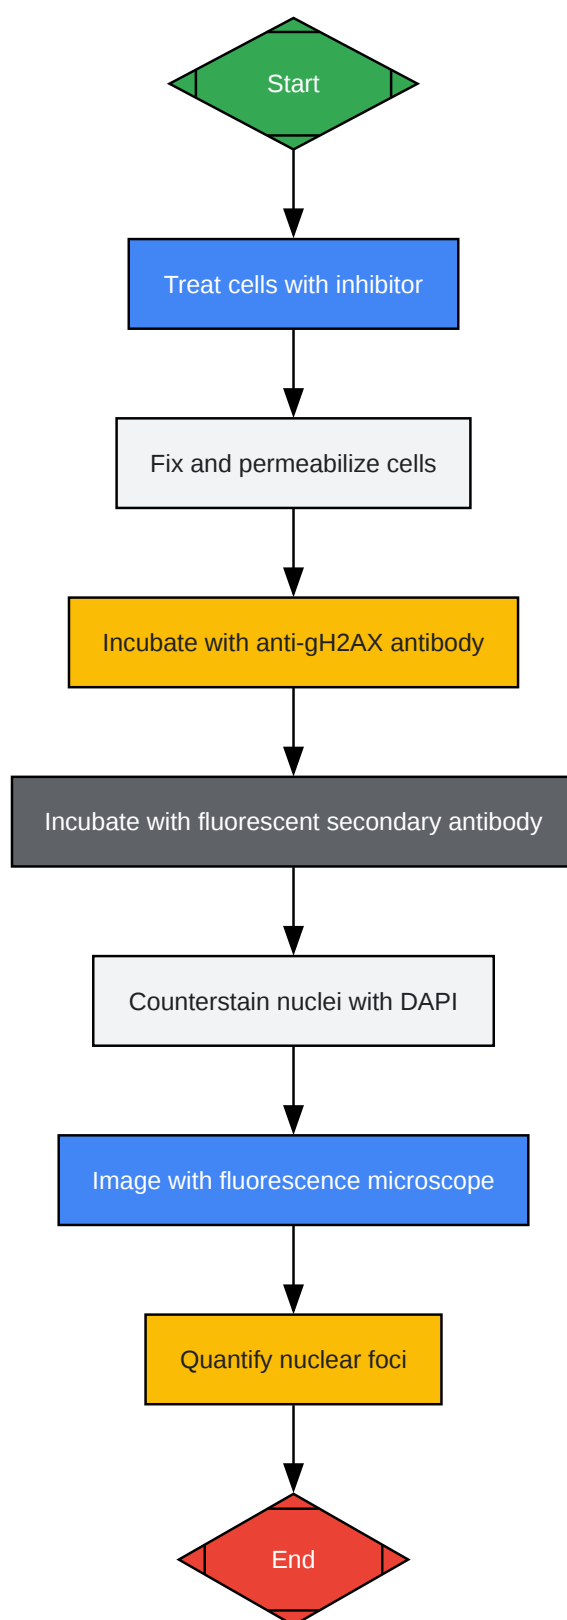 Start
Treat cells with inhibitor
Fix and permeabilize cells
Incubate with anti-gH2AX antibody
Incubate with fluorescent secondary antibody
Counterstain nuclei with DAPI
Image with fluorescence microscope
Quantify nuclear foci
End